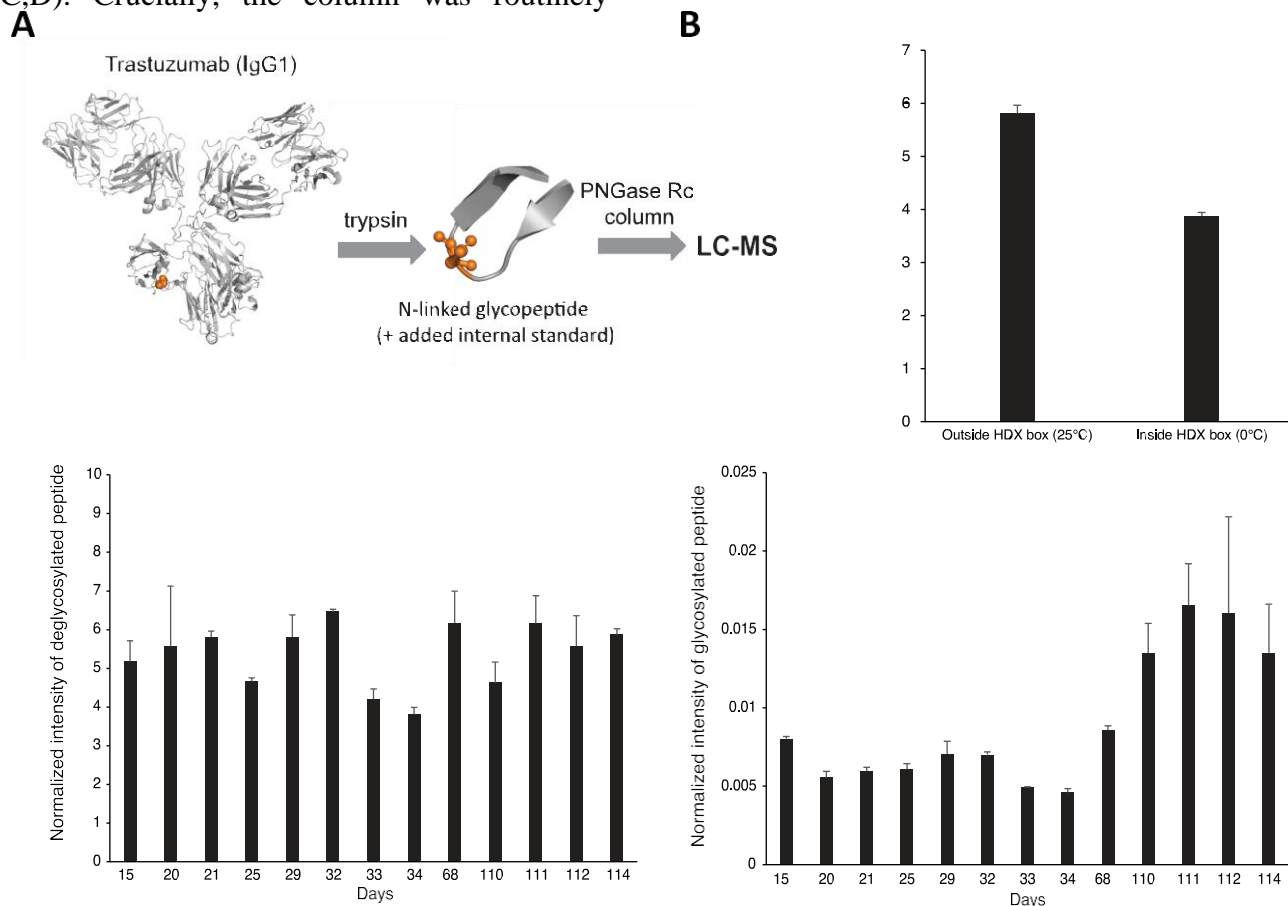 C,D). Crucially, the column was routinely
A
B
Trastuzumab (IgG1)
trypsin
PNGase Rc
column
LC-MS
N-linked glycopeptide
(+ added internal standard)
7
6
5
4
3
2
1
0
Outside HDX box (25°C) Inside HDX box (0°C)
Normalized intensity of deglycosylated peptide
10
9
8
7
6
5
4
3
2
1
0
15 20 21 25 29 32 33 34 68 110 111 112 114
Days
Normalized intensity of glycosylated peptide
0.025
0.02
0.015
0.01
0.005
0
15 20 21 25 29 32 33 34 68 110 111 112 114
Days